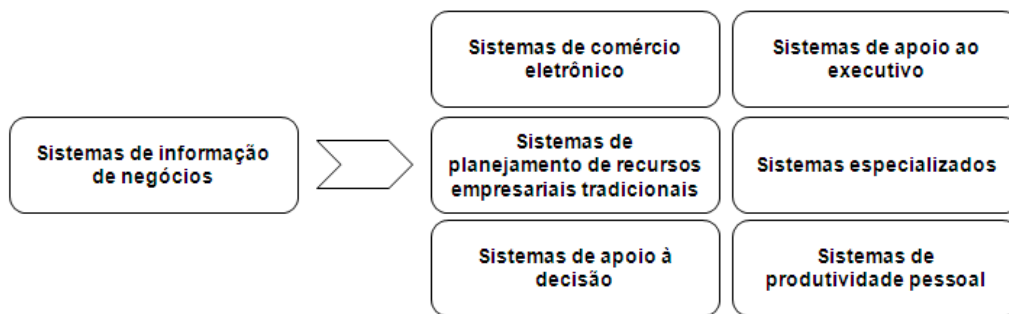 Sistemas de informação
de negócios
Sistemas de comércio
eletrônico
Sistemas de apoio ao
executivo
Sistemas de
planejamento de recursos
empresariais tradicionais
Sistemas especializados
Sistemas de apoio à
decisão
Sistemas de
produtividade pessoal